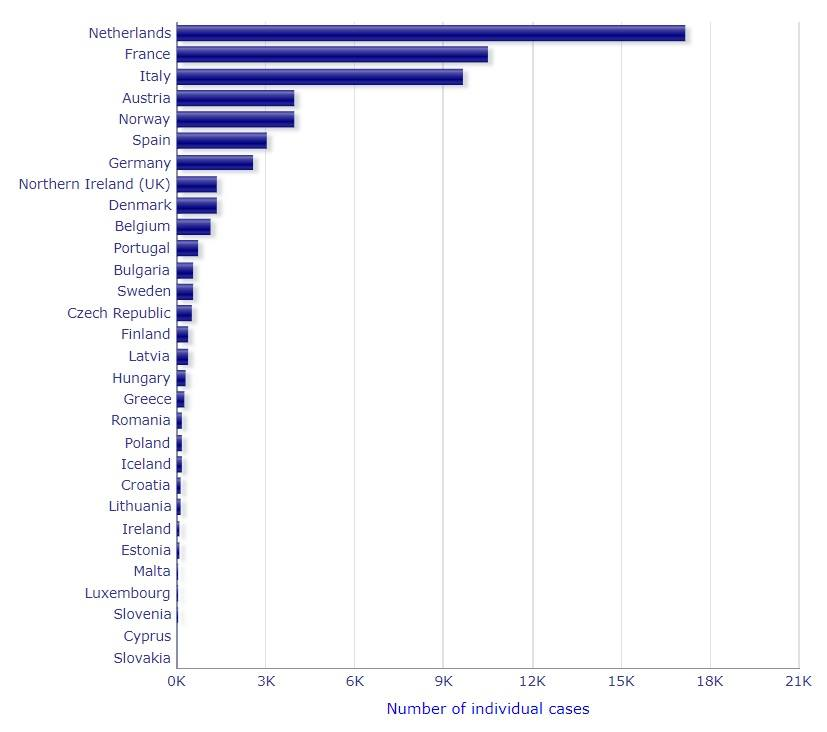 Netherlands
France
Italy
Austria
Norway
Spain
Germany
Northern Ireland (UK)
Denmark
Belgium
Portugal
Bulgaria
Sweden
Czech Republic
Finland
Latvia
Hungary
Greece
Romania
Poland
Iceland
Croatia
Lithuania
Ireland
Estonia
Malta
Luxembourg
Slovenia
Cyprus
Slovakia
0K 3K 6K 9K 12K 15K 18K 21K
Number of individual cases